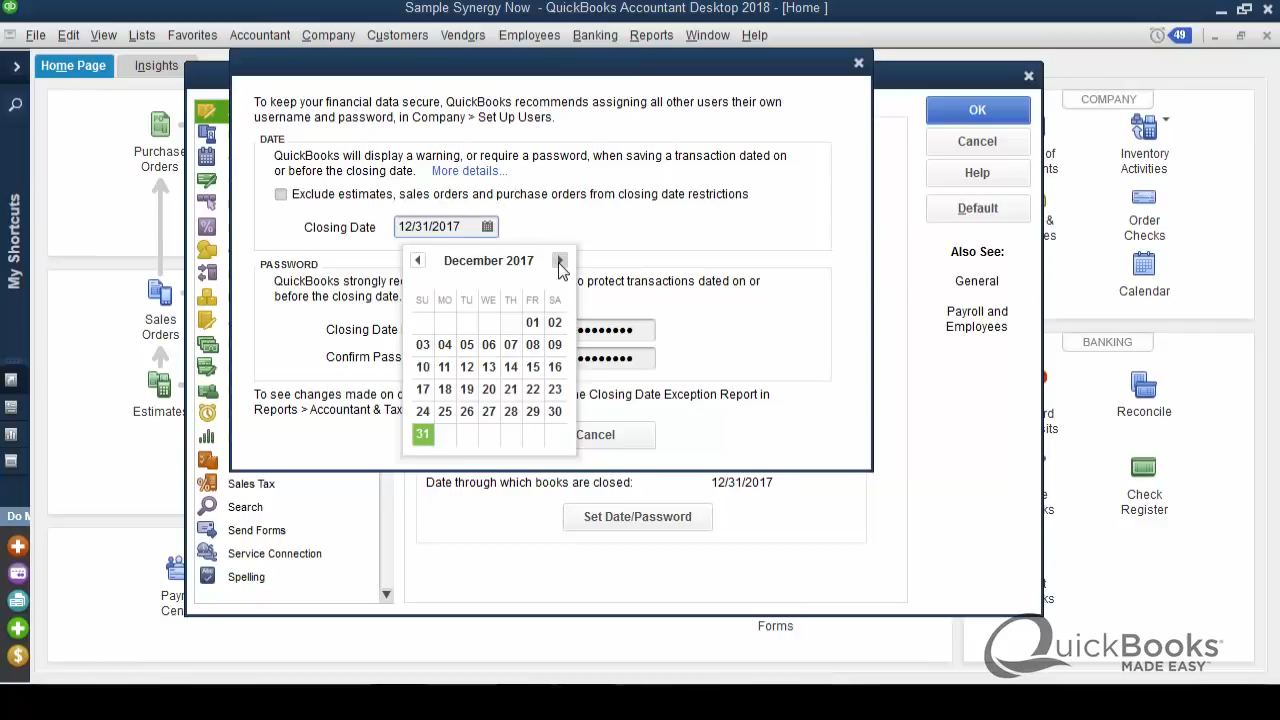 Sample Synergy Now - QuickBooks Accountant Desktop 2018 - [Home ]
File Edit View Lists Favorites Accountant Company Customers Vendors Employees Banking Reports Window Help
49
Home Page
Insights
My Shortcuts
Do M
Purchase
Orders
Sales
Orders
Estimates
To keep your financial data secure, QuickBooks recommends assigning all other users their own
username and password, in Company > Set Up Users.
DATE
QuickBooks will display a warning, or require a password, when saving a transaction dated on
or before the closing date. More details...
Exclude estimates, sales orders and purchase orders from closing date restrictions
Closing Date 12/31/2017
December 2017
SU MO TU WE TH FR SA
01 02
03 04 05 06 07 08 09
10 11 12 13 14 15 16
17 18 19 20 21 22 23
24 25 26 27 28 29 30
31
PASSWORD
QuickBooks strongly re to protect transactions dated on or
before the closing date.
Closing Date
Confirm Pass
To see changes made on o he Closing Date Exception Report in
Reports > Accountant & Tax
Cancel
Date through which books are closed: 12/31/2017
Set Date/Password
Sales Tax
Search
Send Forms
Service Connection
Spelling
OK
Cancel
Help
Default
Also See:
General
Payroll and
Employees
Payr
Cen
Forms
COMPANY
of
nts
Inventory
Activities
&
s
Order
Checks
Calendar
BANKING
rd
sits
Reconcile
Check
Register
e
ks
QuickBooks
MADE EASY